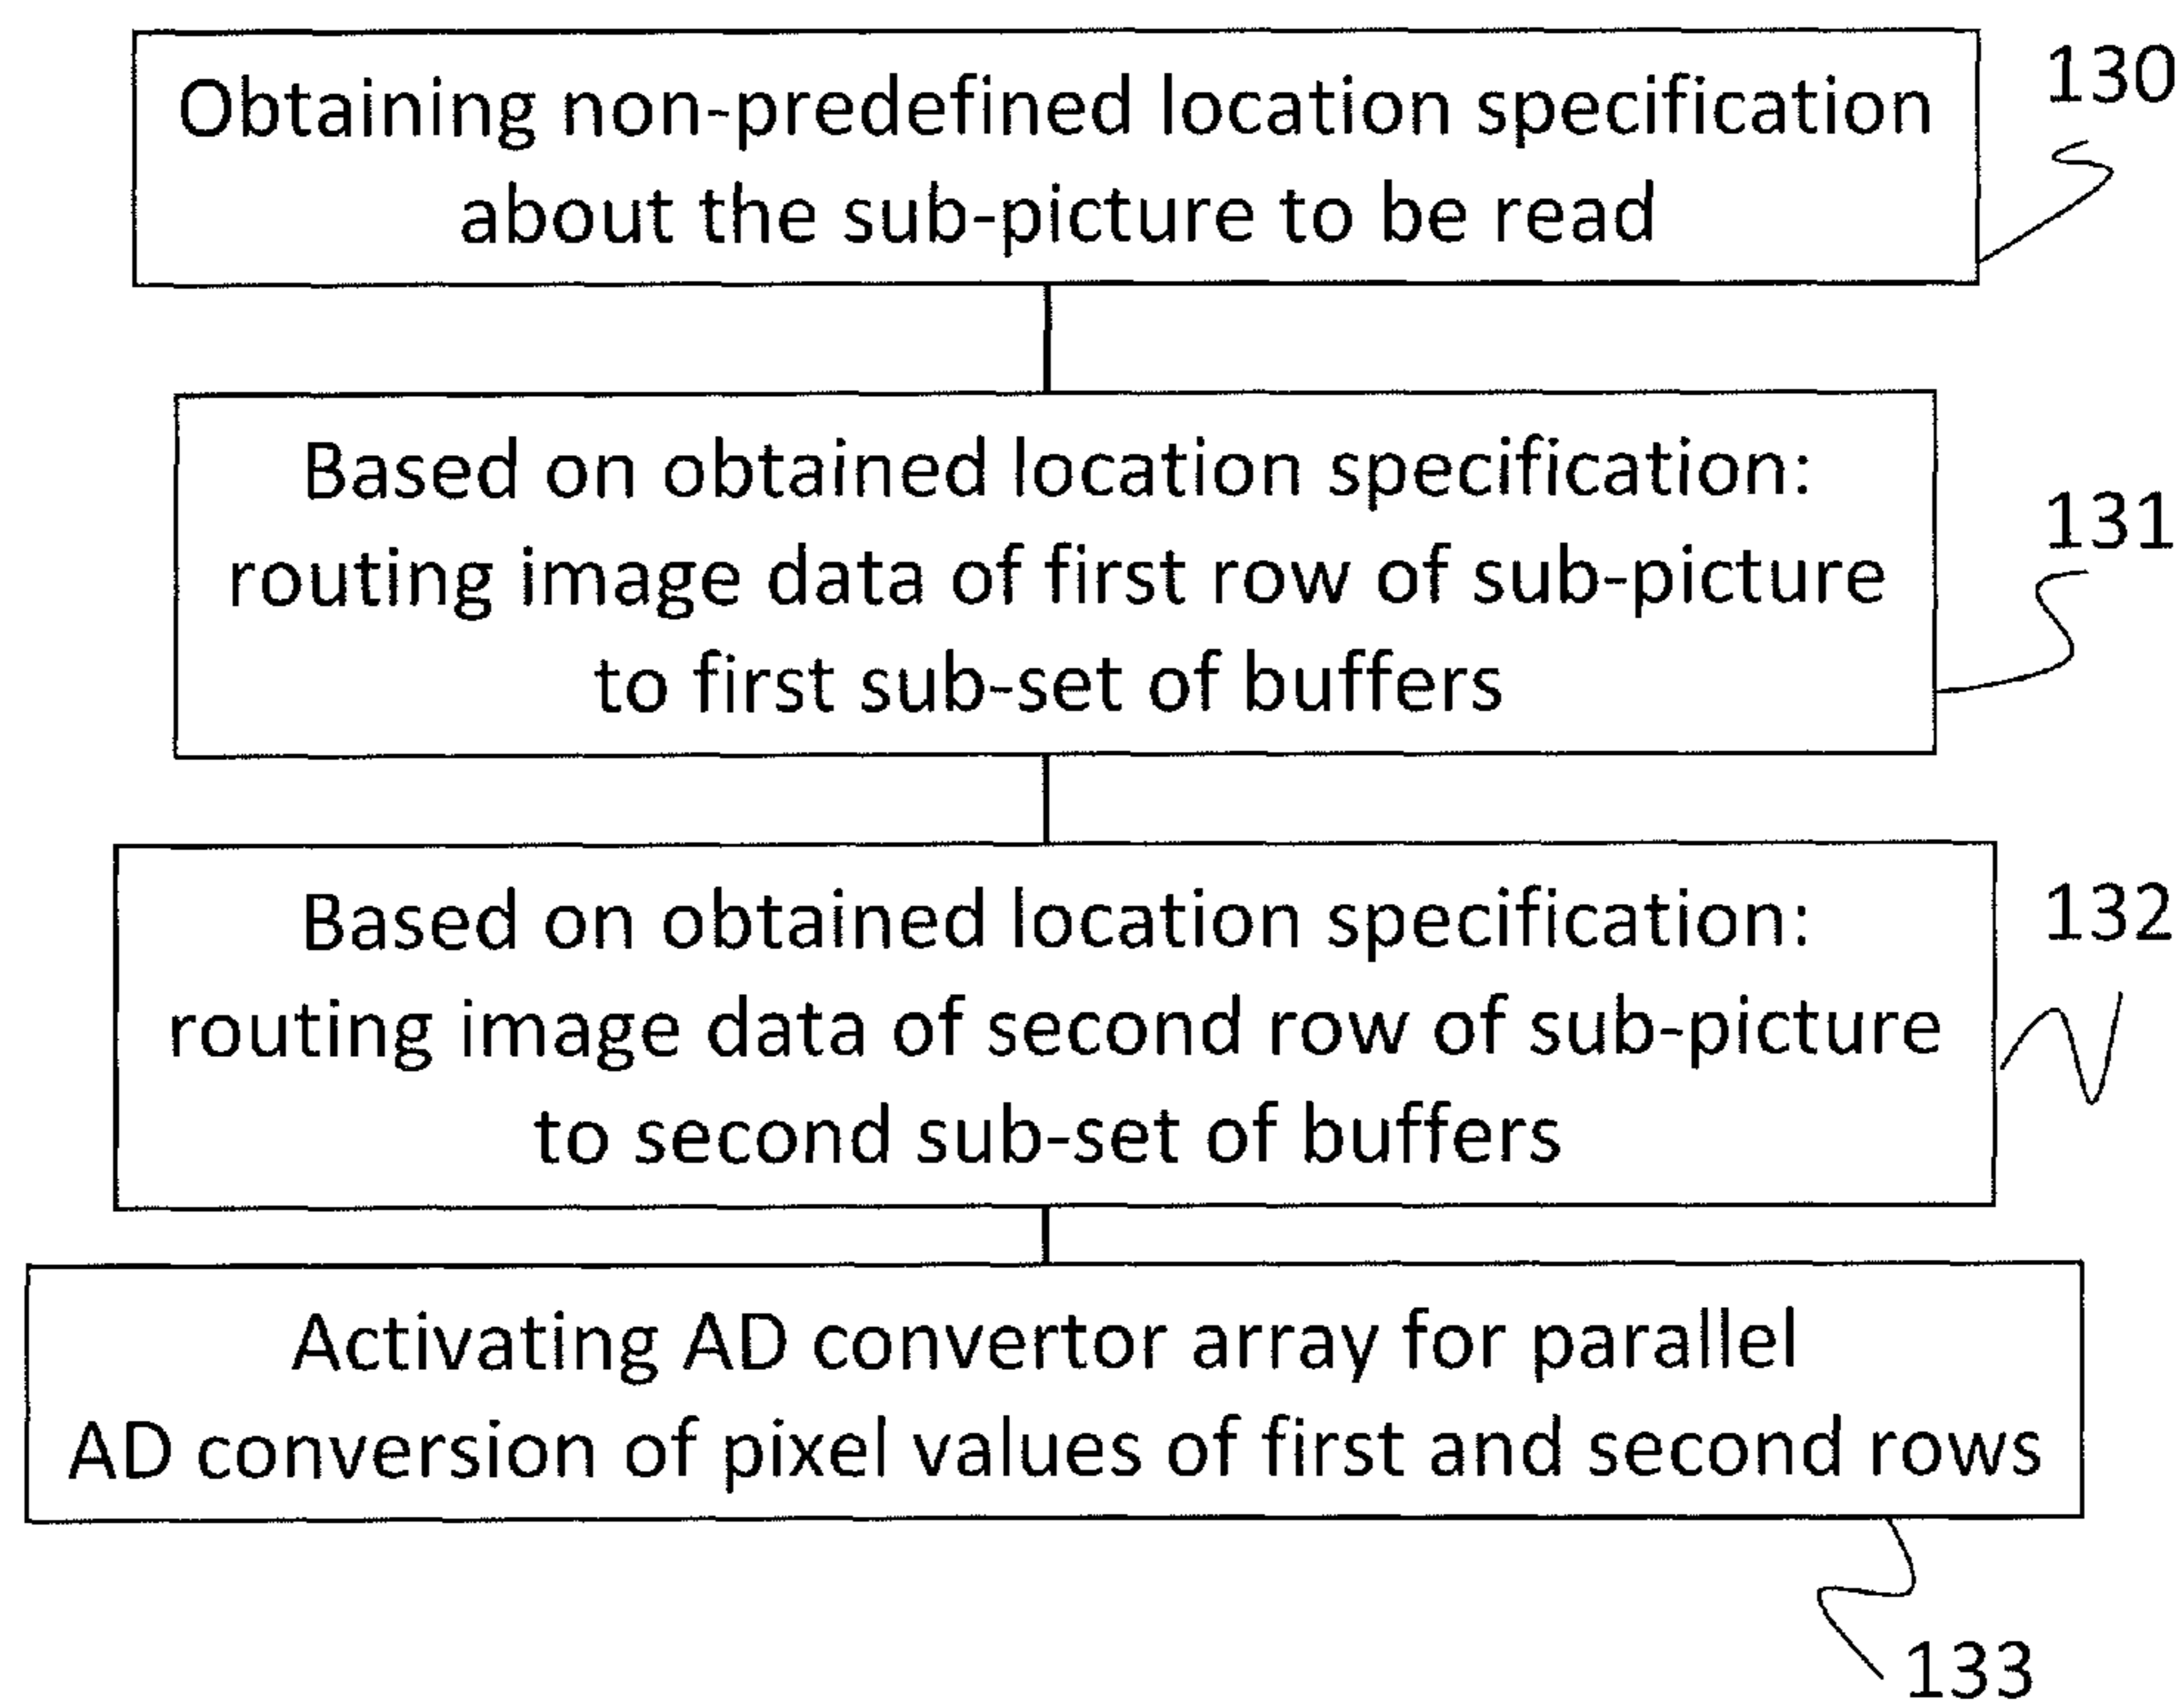 Obtaining non-predefined location specification
about the sub-picture to be read
130
Based on obtained location specification:
routing image data of first row of sub-picture
to first sub-set of buffers
131
Based on obtained location specification:
routing image data of second row of sub-picture
to second sub-set of buffers
132
Activating AD convertor array for parallel
AD conversion of pixel values of first and second rows
133